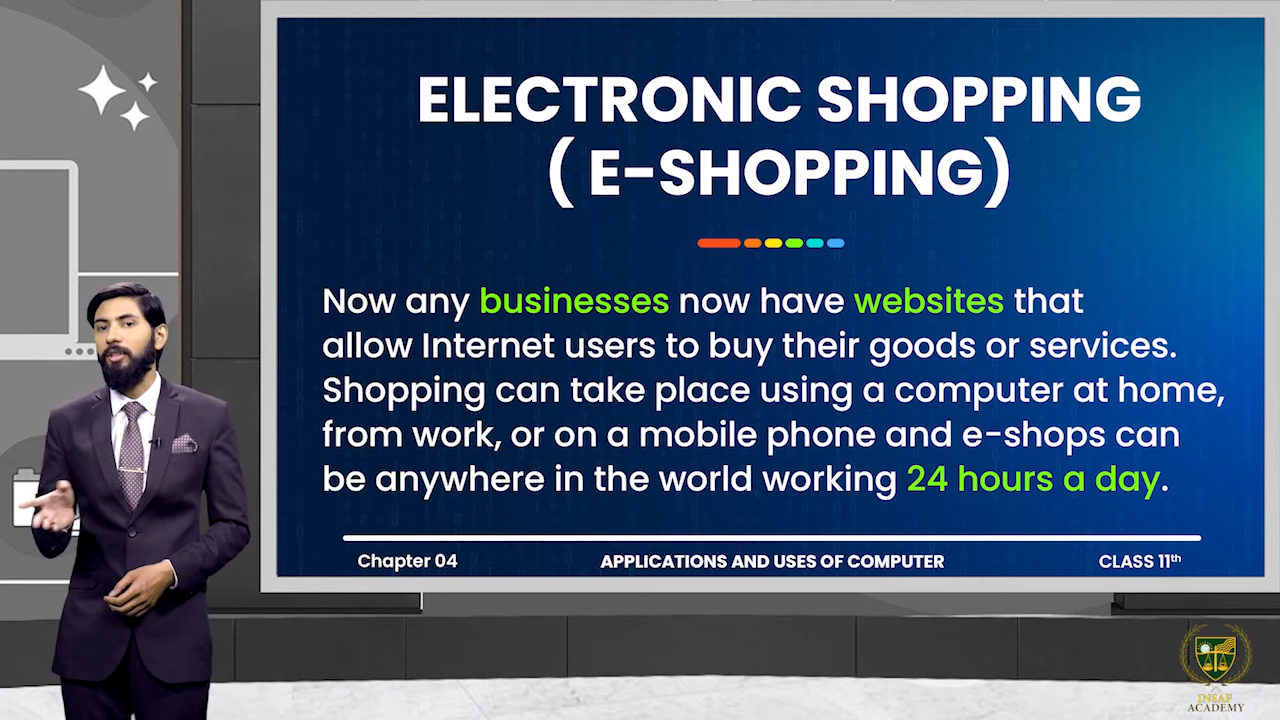 ELECTRONIC SHOPPING
( E-SHOPPING)
Now any businesses now have websites that
allow Internet users to buy their goods or services.
Shopping can take place using a computer at home,
from work, or on a mobile phone and e-shops can
be anywhere in the world working 24 hours a day.
Chapter 04
APPLICATIONS AND USES OF COMPUTER
CLASS 11th
INSAF
ACADEMY